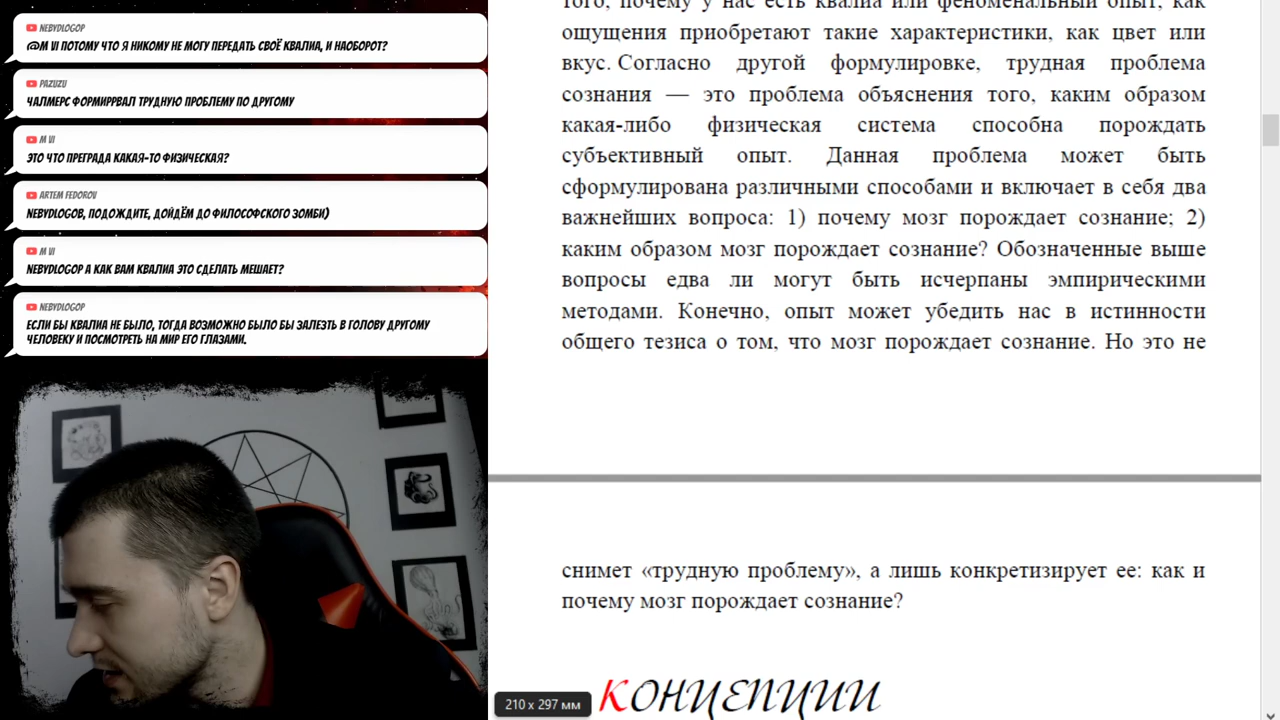 NEBYDLOGOP
@M VI ПОТОМУ ЧТО Я НИКОМУ НЕ МОГУ ПЕРЕДАТЬ СВОЁ КВАЛИА, И НАОБОРОТ?
PAZUZU
ЧАЛМЕРС ФОРМИРРВАЛ ТРУДНУЮ ПРОБЛЕМУ ПО ДРУГОМУ
M VI
ЭТО ЧТО ПРЕГРАДА КАКАЯ-ТО ФИЗИЧЕСКАЯ?
ARTEM FEDOROV
NEBYDLOGOB, ПОДОЖДИТЕ, ДОЙДЁМ ДО ФИЛОСОФСКОГО ЗОМБИ)
M VI
NEBYDLOGOP А КАК ВАМ КВАЛИА ЭТО СДЕЛАТЬ МЕШАЕТ?
NEBYDLOGOP
ЕСЛИ БЫ КВАЛИА НЕ БЫЛО, ТОГДА ВОЗМОЖНО БЫЛО БЫ ЗАЛЕЗТЬ В ГОЛОВУ ДРУГОМУ
ЧЕЛОВЕКУ И ПОСМОТРЕТЬ НА МИР ЕГО ГЛАЗАМИ.
того, почему у нас есть квалиа или феноменальный опыт, как
ощущения приобретают такие характеристики, как цвет или
вкус. Согласно другой формулировке, трудная проблема
сознания — это проблема объяснения того, каким образом
какая-либо физическая система способна порождать
субъективный опыт. Данная проблема может быть
сформулирована различными способами и включает в себя два
важнейших вопроса: 1) почему мозг порождает сознание; 2)
каким образом мозг порождает сознание? Обозначенные выше
вопросы едва ли могут быть исчерпаны эмпирическими
методами. Конечно, опыт может убедить нас в истинности
общего тезиса о том, что мозг порождает сознание. Но это не
снимет «трудную проблему», а лишь конкретизирует ее: как и
почему мозг порождает сознание?
КОНЦЕПЦИИ
210 x 297 мм